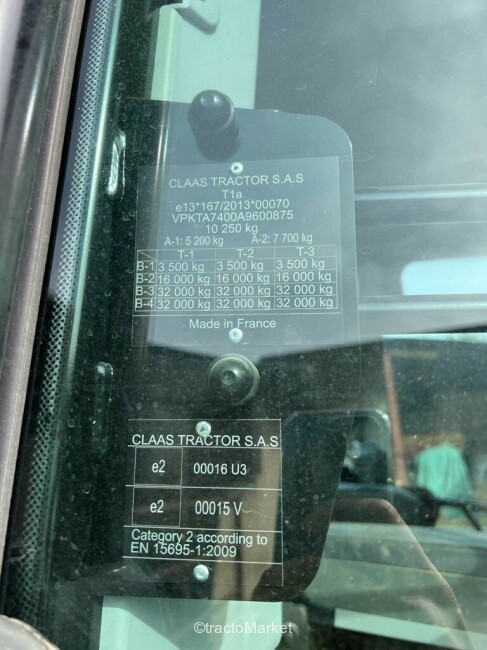 CLAAS TRACTOR S.A.S
T1a
e13*167/2013*00070
VPKTA7400A9600875
10 250 kg
A-1: 5 200 kg A-2: 7 700 kg
T-1 T-2 T-3
B-1 3 500 kg 3 500 kg 3 500 kg
B-2 16 000 kg 16 000 kg 16 000 kg
B-3 32 000 kg 32 000 kg 32 000 kg
B-4 32 000 kg 32 000 kg 32 000 kg
Made in France
CLAAS TRACTOR S.A.S
e2 00016 U3
e2 00015 V
Category 2 according to
EN 15695-1:2009
©tractoMarket